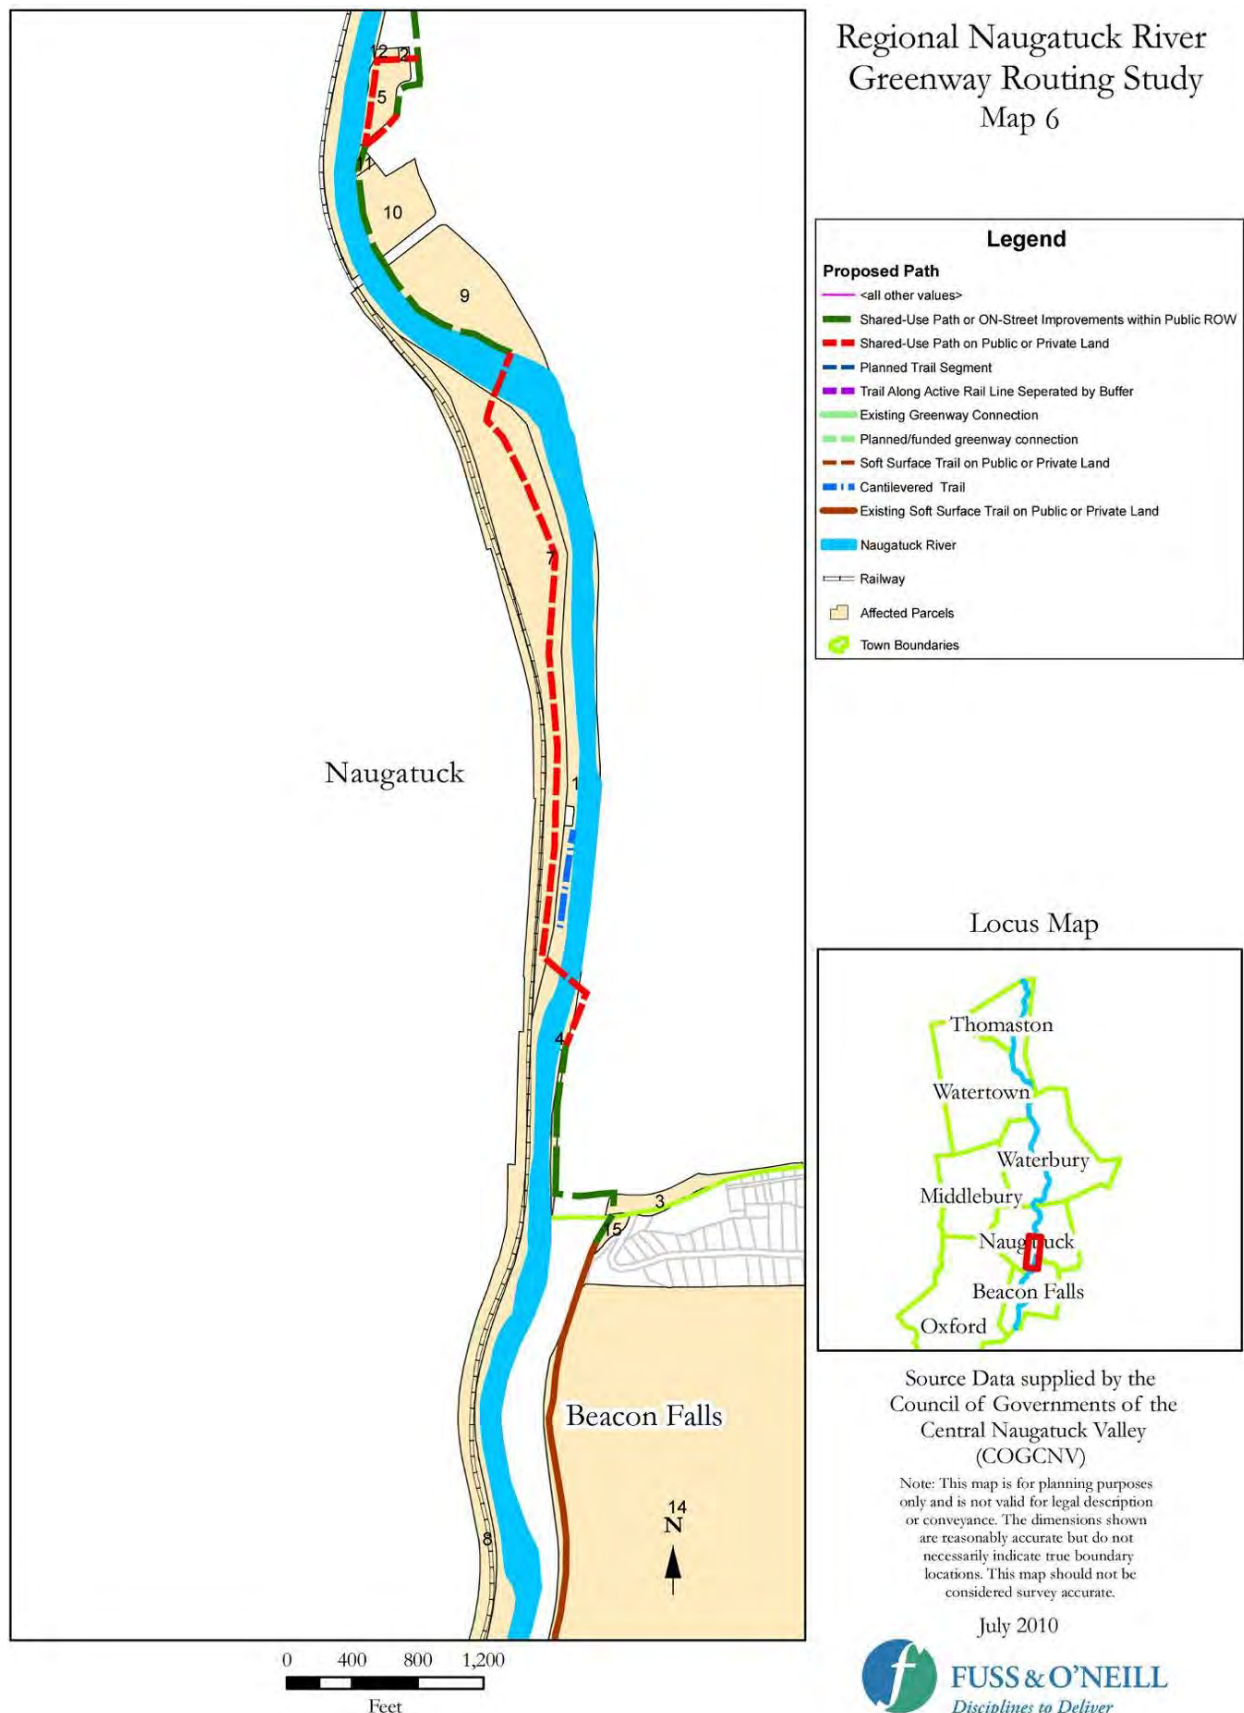 Regional Naugatuck River
Greenway Routing Study
Map 6
12
2
5
11
10
9
7
Naugatuck
1
4
3
15
Beacon Falls
14
N
8
0 400 800 1,200
Feet
Legend
Proposed Path
<all other values>
Shared-Use Path or ON-Street Improvements within Public ROW
Shared-Use Path on Public or Private Land
Planned Trail Segment
Trail Along Active Rail Line Seperated by Buffer
Existing Greenway Connection
Planned/funded greenway connection
Soft Surface Trail on Public or Private Land
Cantilevered Trail
Existing Soft Surface Trail on Public or Private Land
Naugatuck River
Railway
Affected Parcels
Town Boundaries
Locus Map
Thomaston
Watertown
Waterbury
Middlebury
Naugatuck
Beacon Falls
Oxford
Source Data supplied by the
Council of Governments of the
Central Naugatuck Valley
(COGCNV)
Note: This map is for planning purposes
only and is not valid for legal description
or conveyance. The dimensions shown
are reasonably accurate but do not
necessarily indicate true boundary
locations. This map should not be
considered survey accurate.
July 2010
FUSS & O'NEILL
Disciplines to Deliver